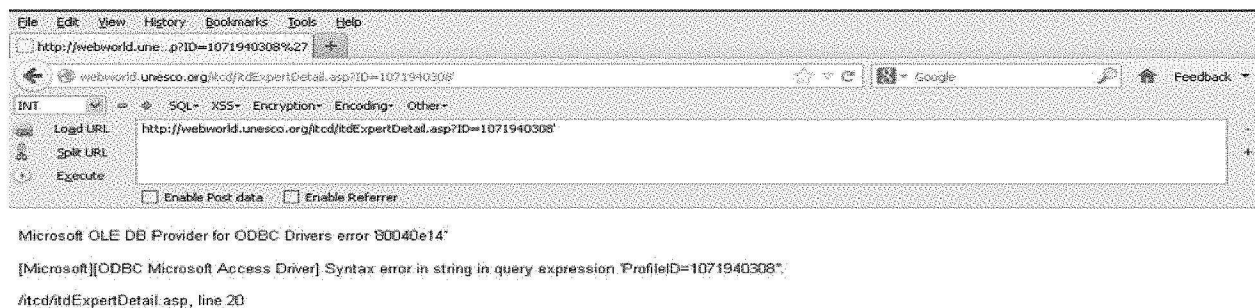 File Edit View History Bookmarks Tools Help
http://webworld.une...p?ID=1071940308%27 +
webworld.unesco.org/itcd/itdExpertDetail.asp?ID=1071940308' Google Feedback
INT SQL- XSS- Encryption- Encoding- Other-
Load URL http://webworld.unesco.org/itcd/itdExpertDetail.asp?ID=1071940308'
Split URL
Execute
Enable Post data Enable Referrer
Microsoft OLE DB Provider for ODBC Drivers error '80040e14'
[Microsoft][ODBC Microsoft Access Driver] Syntax error in string in query expression 'ProfileID=1071940308''.
/itcd/itdExpertDetail.asp, line 20